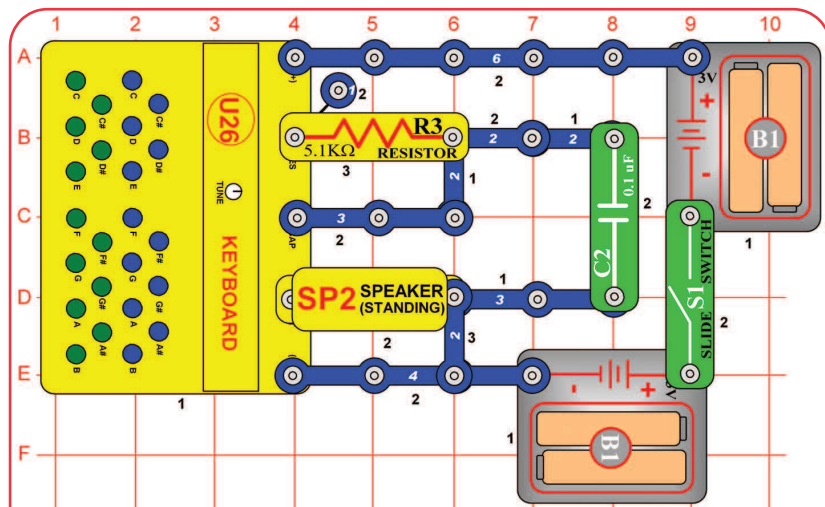 1 2 3 4 5 6 7 8 9 10
A
B
C
D
E
F
(+)
1 2
6
2
3V
+
-
B1
1
U26
TUNE
KEYBOARD
C C# D D# E F F# G G# A A# B
C C# D D# E F F# G G# A A# B
1
R3
5.1KΩ
RESISTOR
3
2
2
1
2
2
1
3
2
C2
0.1 uF
2
S1
SLIDE SWITCH
2
SP2 SPEAKER
(STANDING)
2
1
3
2
3
4
2
-
+
B1
1